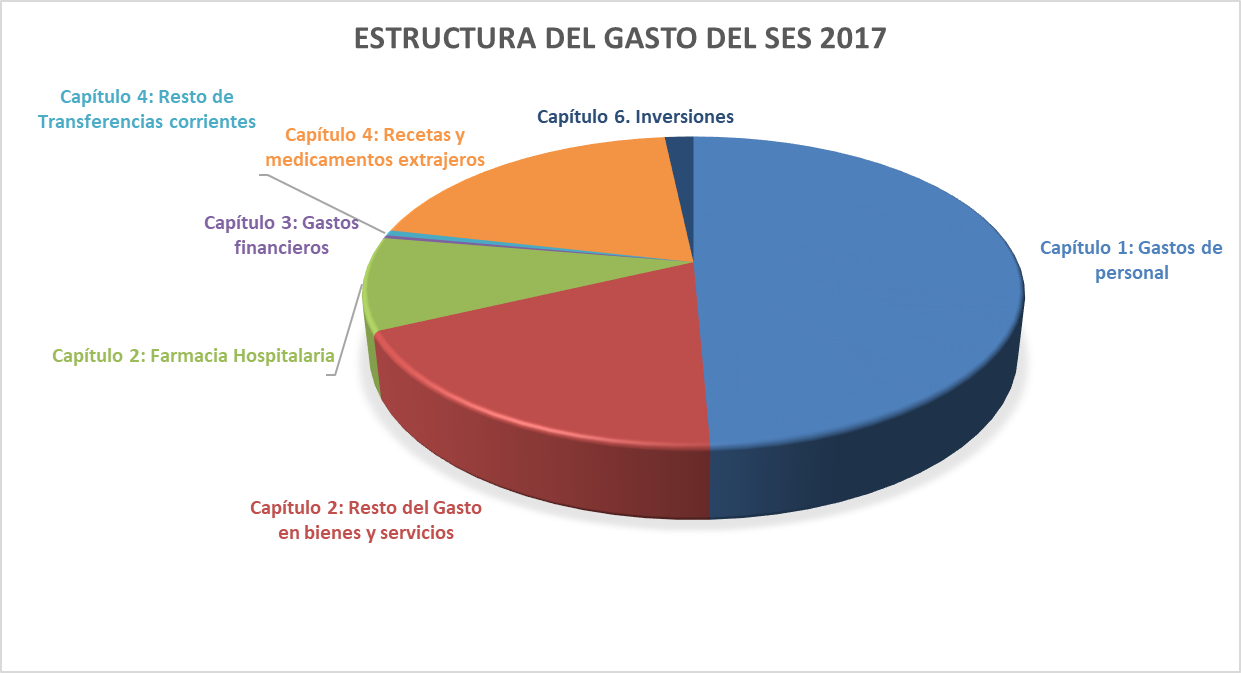 ESTRUCTURA DEL GASTO DEL SES 2017
Capítulo 4: Resto de
Transferencias corrientes
Capítulo 6. Inversiones
Capítulo 4: Recetas y
medicamentos extrajeros
Capítulo 3: Gastos
financieros
Capítulo 1: Gastos de
personal
Capítulo 2: Farmacia Hospitalaria
Capítulo 2: Resto del Gasto
en bienes y servicios